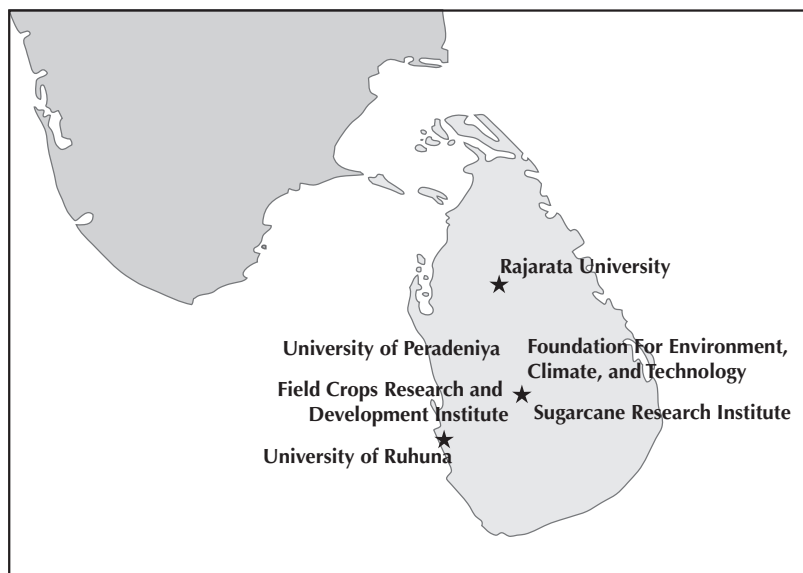 Rajarata University
University of Peradeniya
Foundation For Environment,
Climate, and Technology
Field Crops Research and
Development Institute
Sugarcane Research Institute
University of Ruhuna